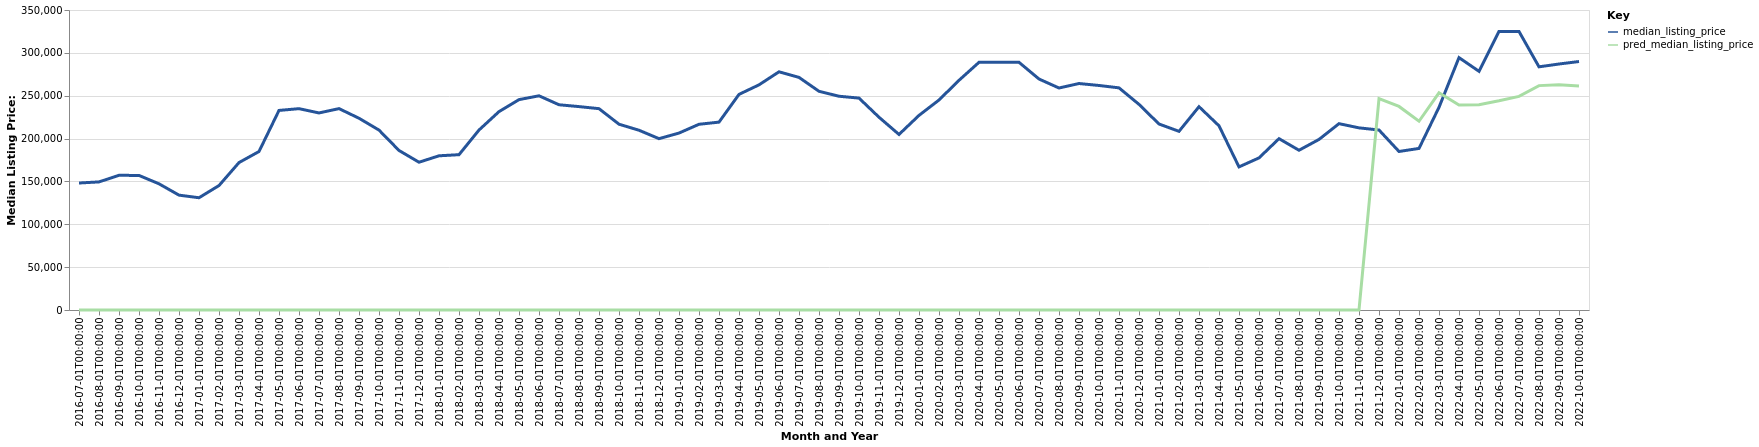 350,000
300,000
250,000
200,000
150,000
100,000
50,000
0
Median Listing Price:
2016-07-01T00:00:00
2016-08-01T00:00:00
2016-09-01T00:00:00
2016-10-01T00:00:00
2016-11-01T00:00:00
2016-12-01T00:00:00
2017-01-01T00:00:00
2017-02-01T00:00:00
2017-03-01T00:00:00
2017-04-01T00:00:00
2017-05-01T00:00:00
2017-06-01T00:00:00
2017-07-01T00:00:00
2017-08-01T00:00:00
2017-09-01T00:00:00
2017-10-01T00:00:00
2017-11-01T00:00:00
2017-12-01T00:00:00
2018-01-01T00:00:00
2018-02-01T00:00:00
2018-03-01T00:00:00
2018-04-01T00:00:00
2018-05-01T00:00:00
2018-06-01T00:00:00
2018-07-01T00:00:00
2018-08-01T00:00:00
2018-09-01T00:00:00
2018-10-01T00:00:00
2018-11-01T00:00:00
2018-12-01T00:00:00
2019-01-01T00:00:00
2019-02-01T00:00:00
2019-03-01T00:00:00
2019-04-01T00:00:00
2019-05-01T00:00:00
2019-06-01T00:00:00
2019-07-01T00:00:00
2019-08-01T00:00:00
2019-09-01T00:00:00
2019-10-01T00:00:00
2019-11-01T00:00:00
2019-12-01T00:00:00
2020-01-01T00:00:00
2020-02-01T00:00:00
2020-03-01T00:00:00
2020-04-01T00:00:00
2020-05-01T00:00:00
2020-06-01T00:00:00
2020-07-01T00:00:00
2020-08-01T00:00:00
2020-09-01T00:00:00
2020-10-01T00:00:00
2020-11-01T00:00:00
2020-12-01T00:00:00
2021-01-01T00:00:00
2021-02-01T00:00:00
2021-03-01T00:00:00
2021-04-01T00:00:00
2021-05-01T00:00:00
2021-06-01T00:00:00
2021-07-01T00:00:00
2021-08-01T00:00:00
2021-09-01T00:00:00
2021-10-01T00:00:00
2021-11-01T00:00:00
2021-12-01T00:00:00
2022-01-01T00:00:00
2022-02-01T00:00:00
2022-03-01T00:00:00
2022-04-01T00:00:00
2022-05-01T00:00:00
2022-06-01T00:00:00
2022-07-01T00:00:00
2022-08-01T00:00:00
2022-09-01T00:00:00
2022-10-01T00:00:00
Month and Year
Key
median_listing_price
pred_median_listing_price